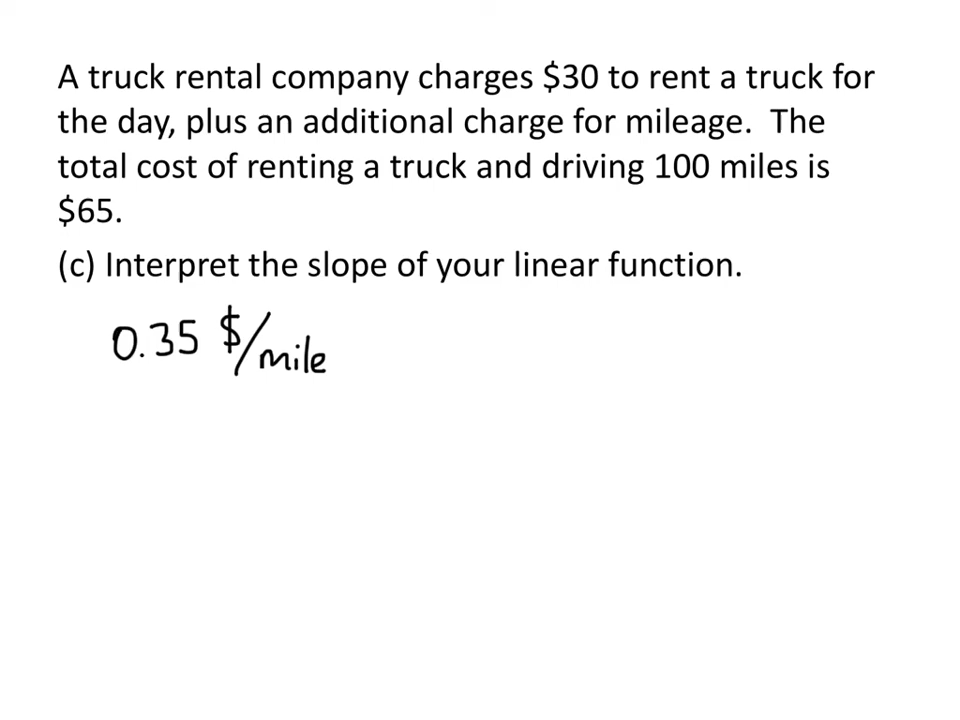 A truck rental company charges $30 to rent a truck for
the day, plus an additional charge for mileage.  The
total cost of renting a truck and driving 100 miles is
$65.
(c) Interpret the slope of your linear function.
0.35 $/mile